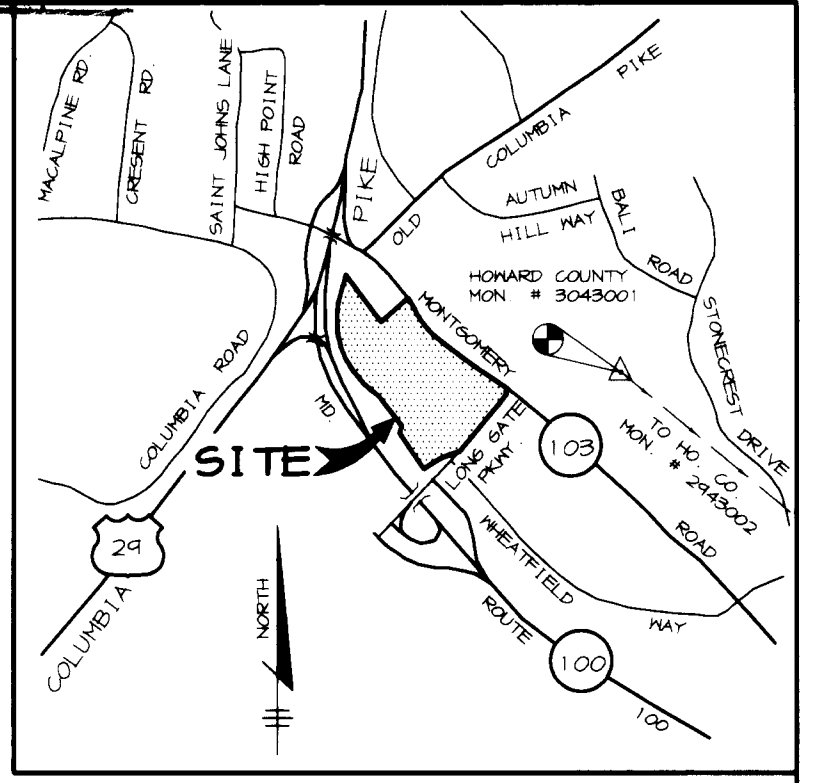 MACALPINE RD.
CRESENT RD.
SAINT JOHNS LANE
HIGH POINT
ROAD
PIKE
OLD
COLUMBIA
PIKE
AUTUMN
HILL WAY
BALI
ROAD
STONECREST
DRIVE
HOWARD COUNTY
MON. # 3043001
MONTGOMERY
103
ROAD
TO HO. CO.
MON. # 2943002
COLUMBIA ROAD
MD.
SITE
LONG GATE
PKWY.
WHEATFIELD
WAY
29
COLUMBIA
NORTH
ROUTE
100
100